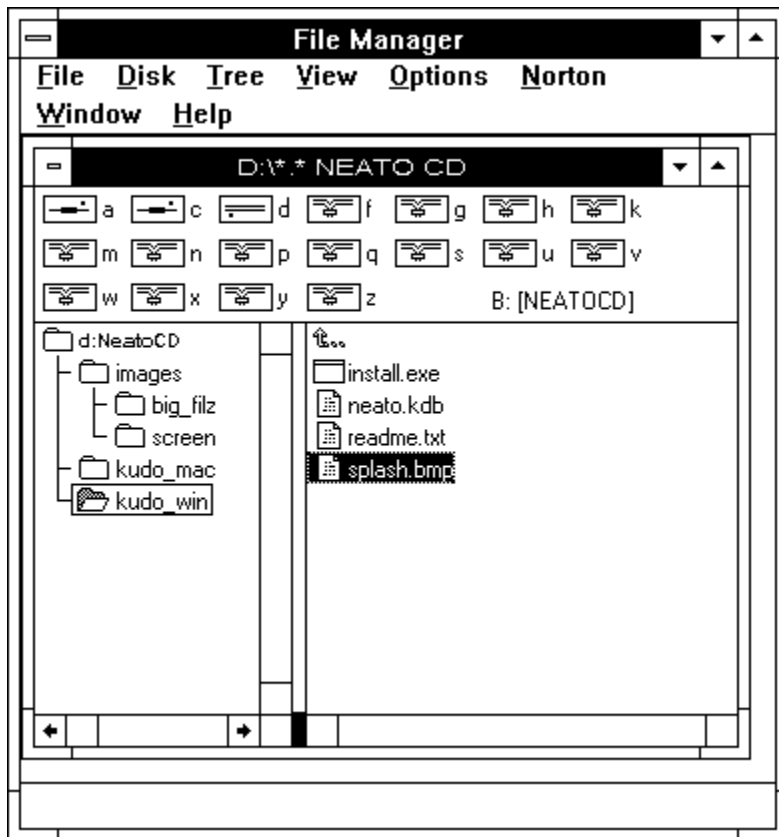 File Manager
File Disk Tree View Options Norton
Window Help
D:\*.* NEATO CD
a c d f g h k
m n p q s u v
w x y z B: [NEATOCD]
d:NeatoCD
images
big_filz
screen
kudo_mac
kudo_win
..
install.exe
neato.kdb
readme.txt
splash.bmp